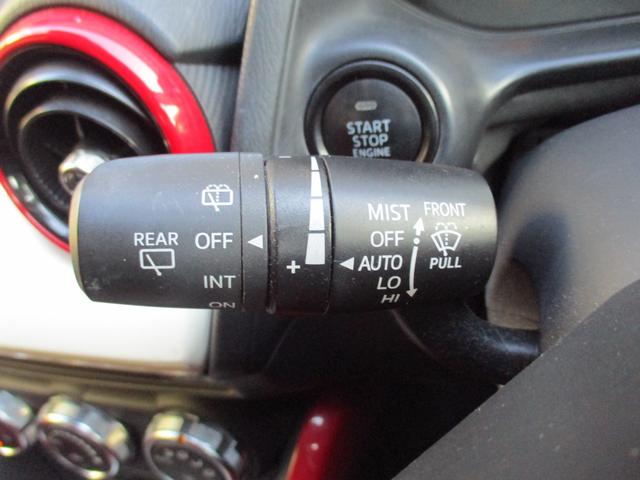 START
STOP
ENGINE
MIST FRONT
REAR OFF
OFF
+
AUTO PULL
INT
LO
ON
HI